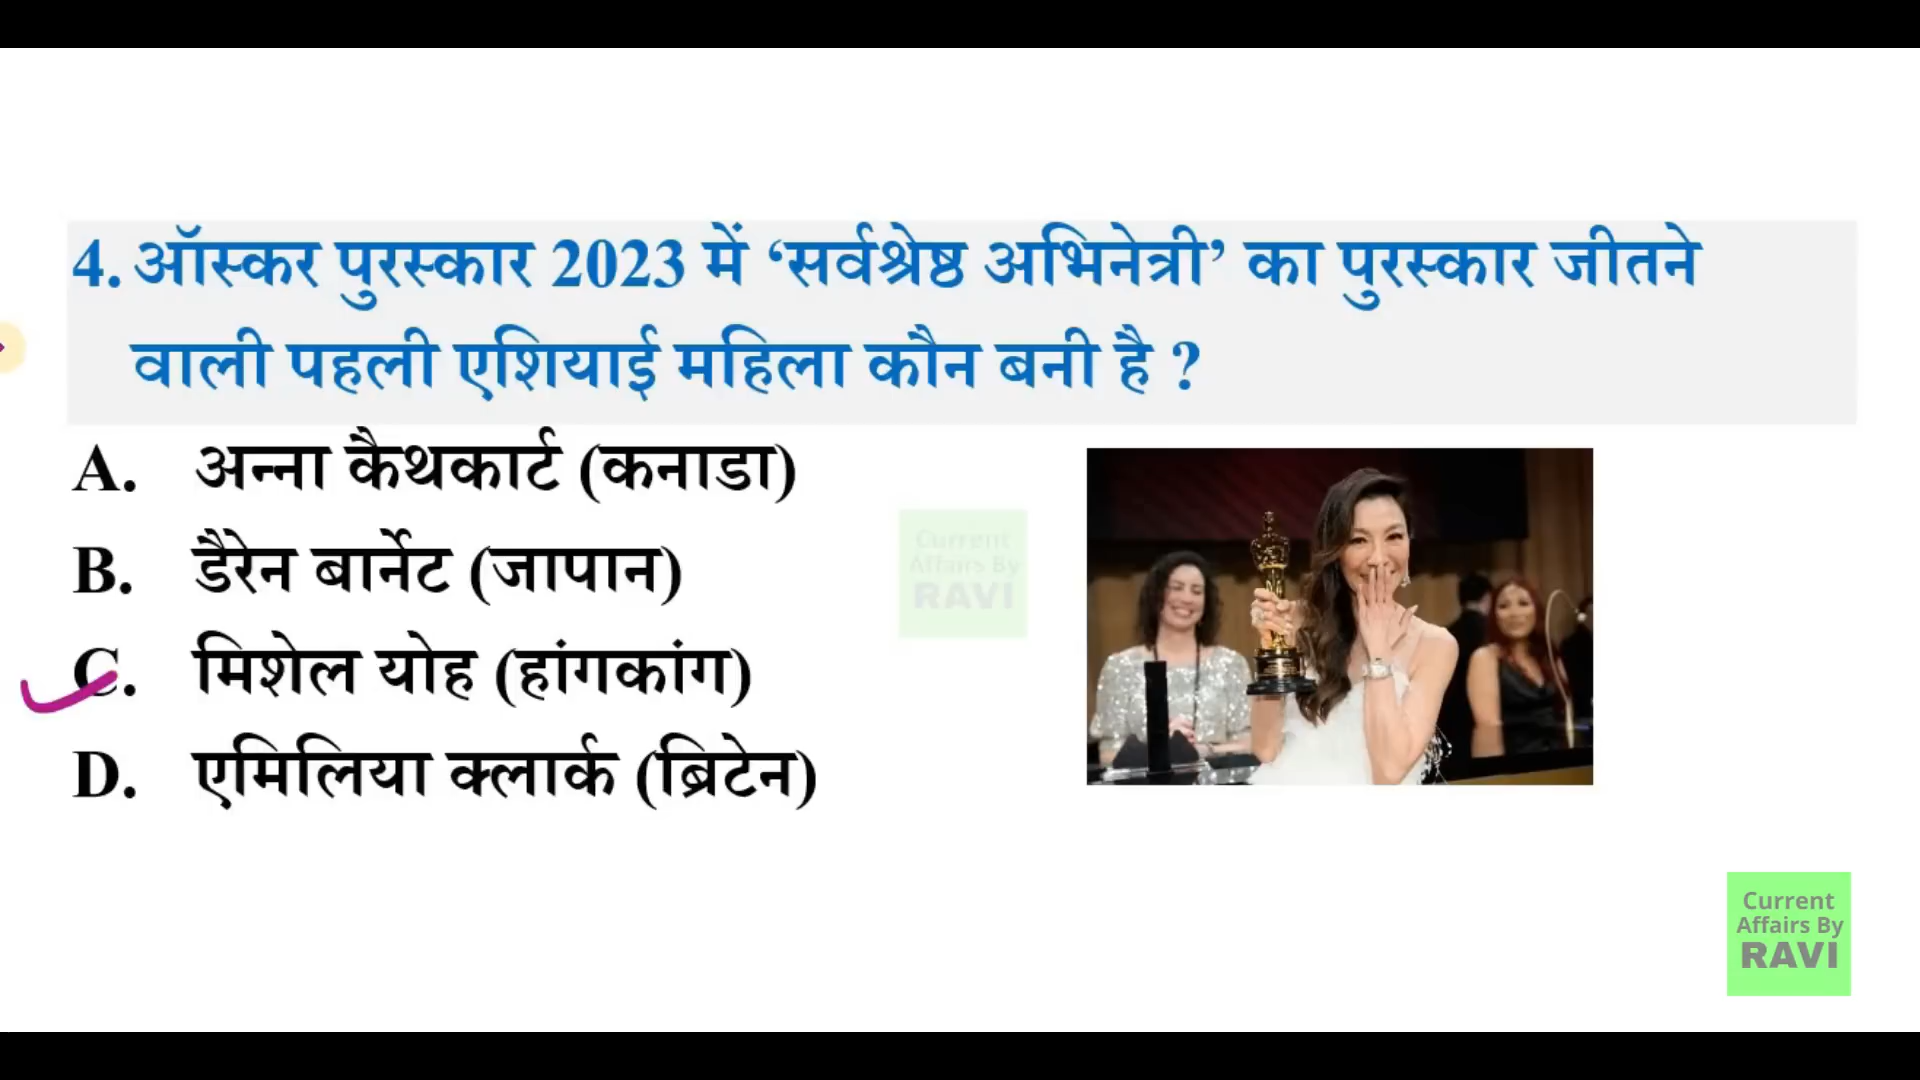 4. ऑस्कर पुरस्कार 2023 में ‘सर्वश्रेष्ठ अभिनेत्री’ का पुरस्कार जीतने
वाली पहली एशियाई महिला कौन बनी है ?
A. अन्ना कैथकार्ट (कनाडा)
B. डैरेन बार्नेट (जापान)
C. मिशेल योह (हांगकांग)
D. एमिलिया क्लार्क (ब्रिटेन)
Current
Affairs By
RAVI
Current
Affairs By
RAVI